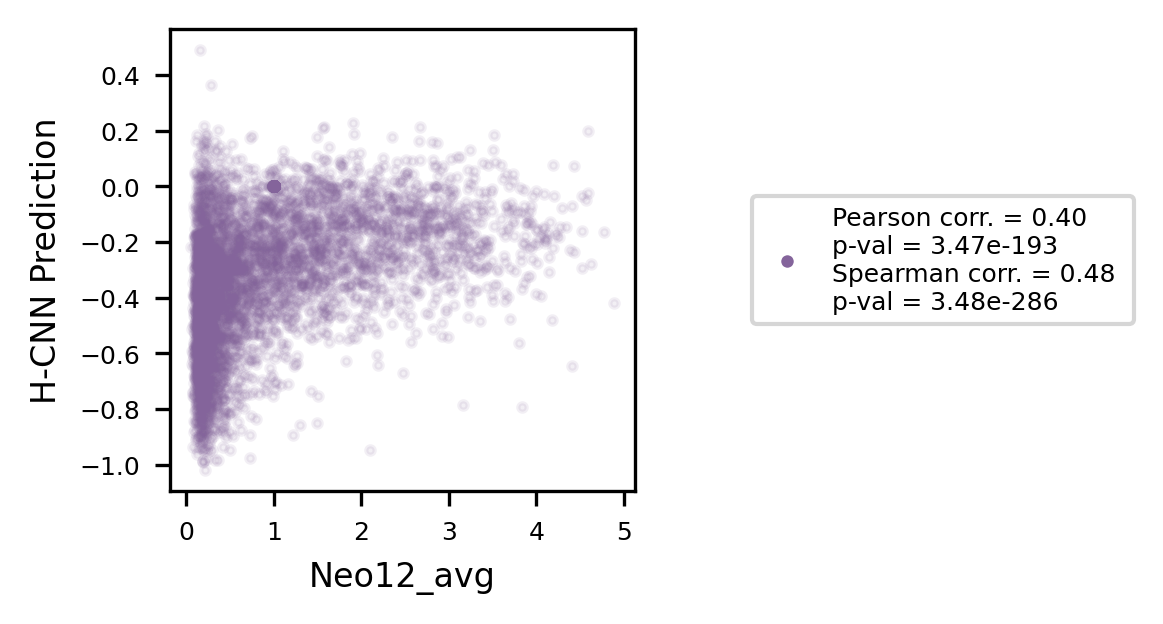 H-CNN Prediction
0.4
0.2
0.0
−0.2
−0.4
−0.6
−0.8
−1.0
0 1 2 3 4 5
Neo12_avg
Pearson corr. = 0.40
p-val = 3.47e-193
Spearman corr. = 0.48
p-val = 3.48e-286